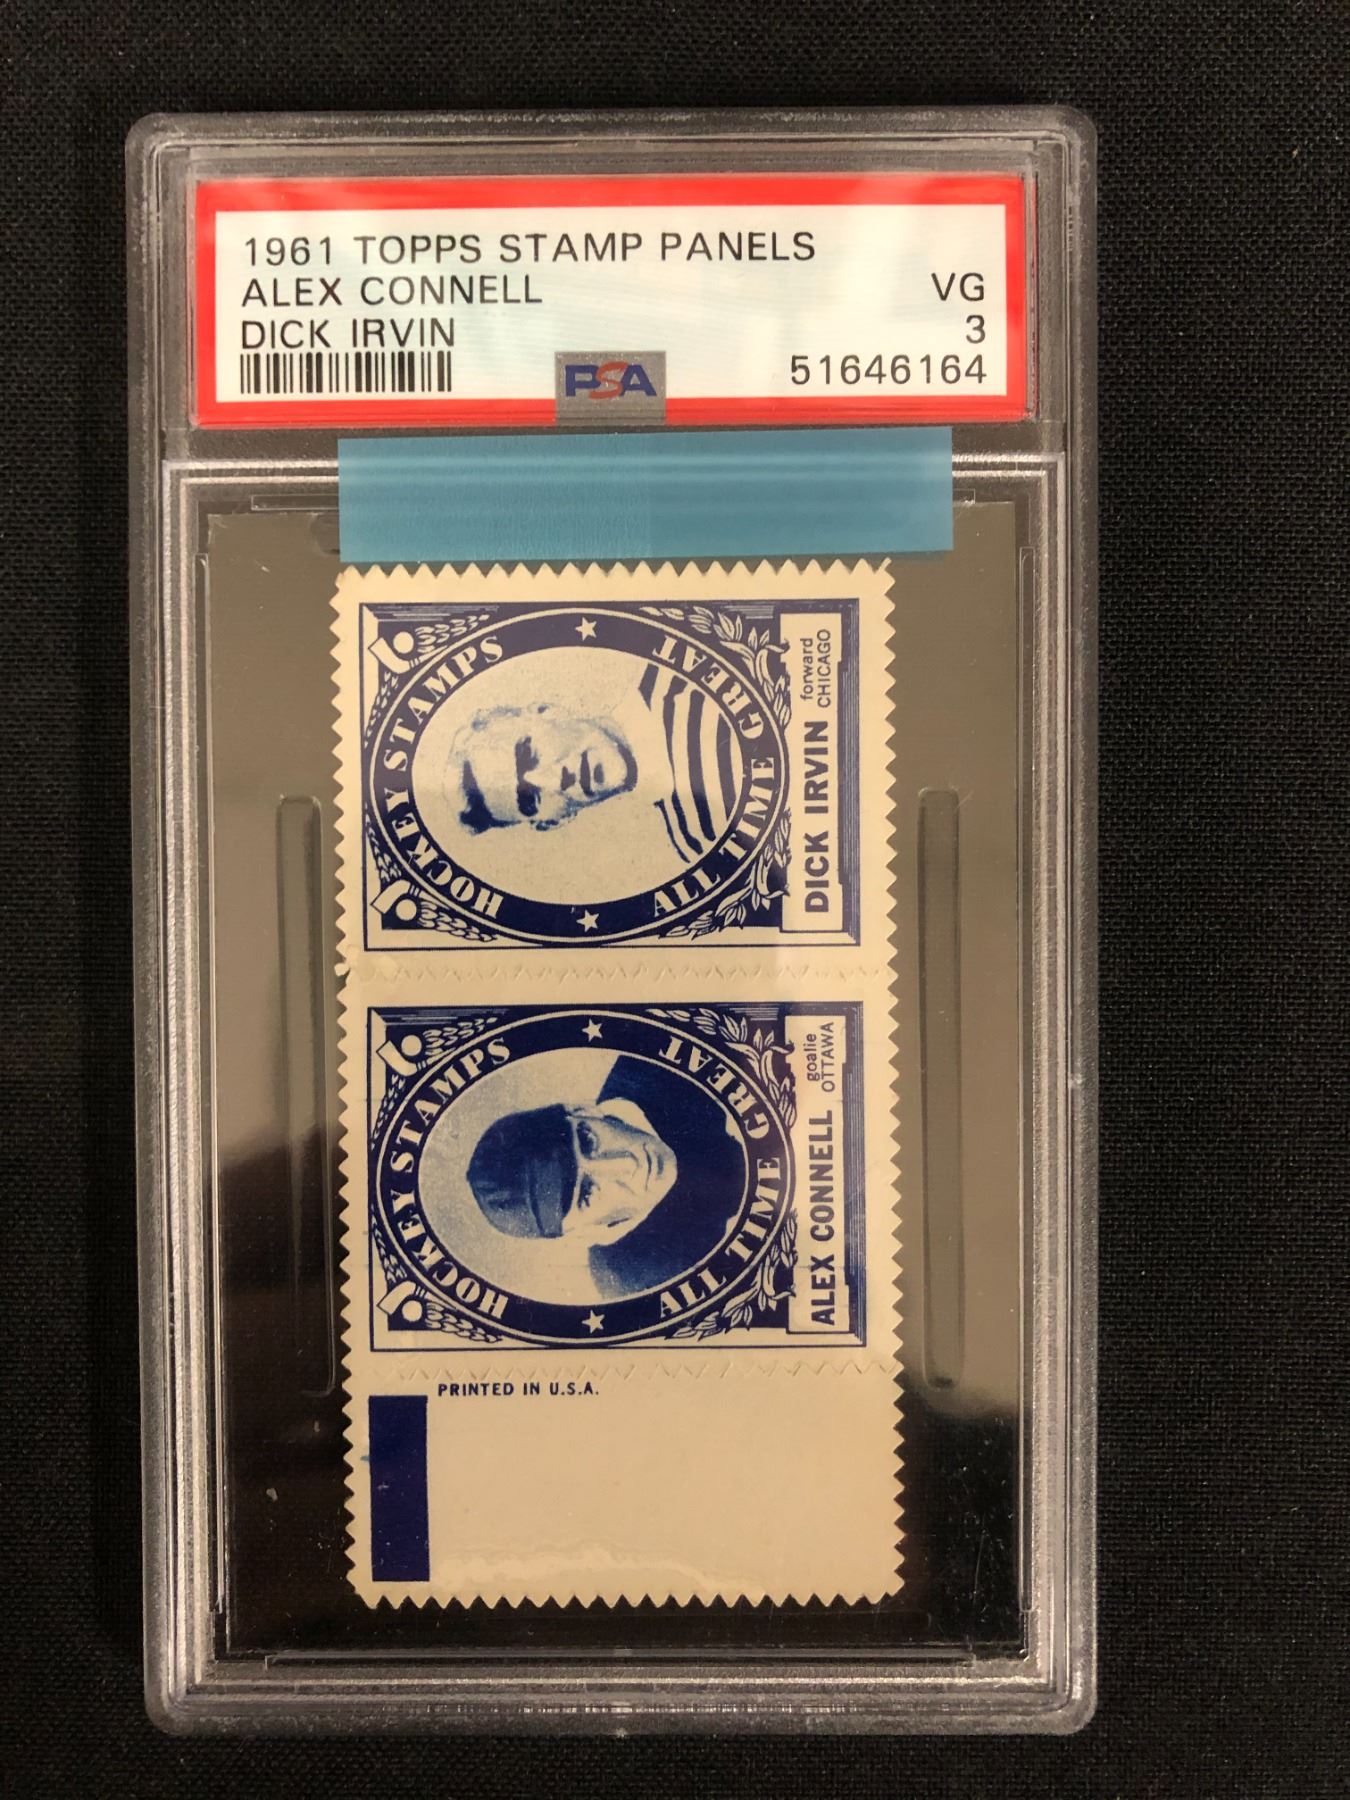 1961 TOPPS STAMP PANELS
ALEX CONNELL
VG
DICK IRVIN
3
PSA
51646164
HOCKEY STAMPS
ALL TIME GREAT
DICK IRVIN
forward
CHICAGO
HOCKEY STAMPS
ALL TIME GREAT
ALEX CONNELL
goalie
OTTAWA
PRINTED IN U.S.A.